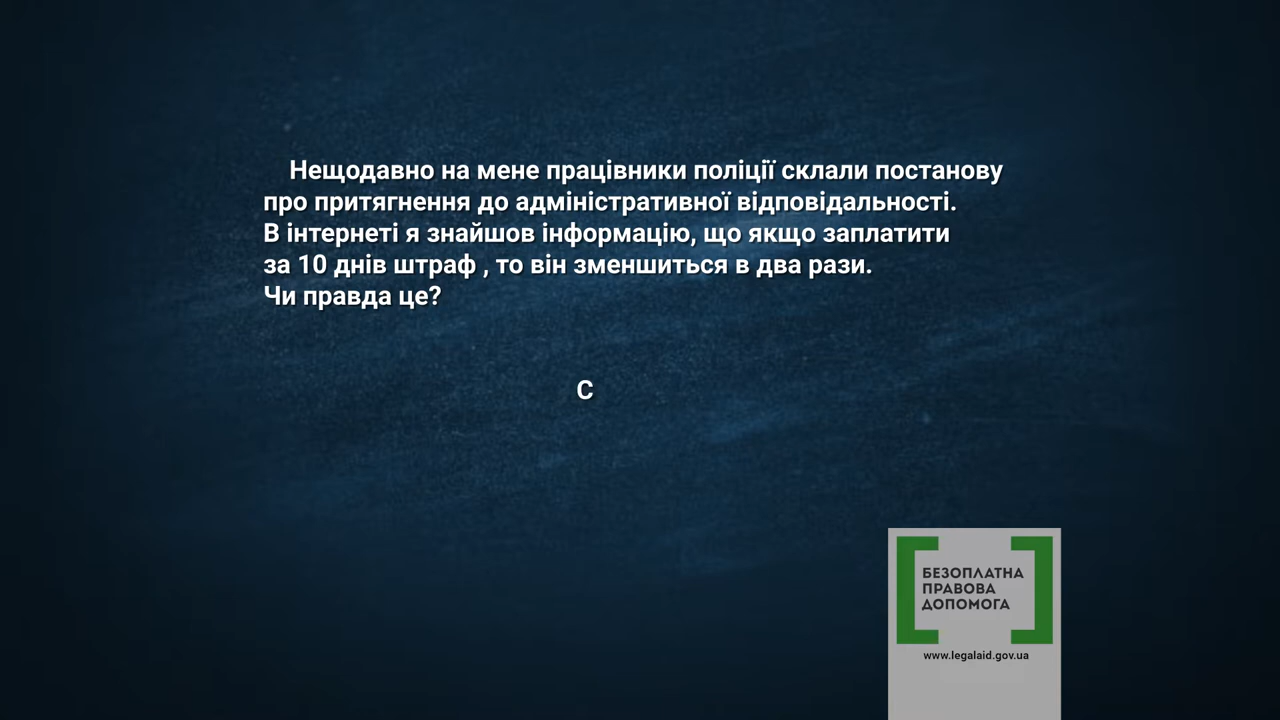 Нещодавно на мене працівники поліції склали постанову
про притягнення до адміністративної відповідальності.
В інтернеті я знайшов інформацію, що якщо заплатити
за 10 днів штраф , то він зменшиться в два рази.
Чи правда це?
С
БЕЗОПЛАТНА
ПРАВОВА
ДОПОМОГА
www.legalaid.gov.ua